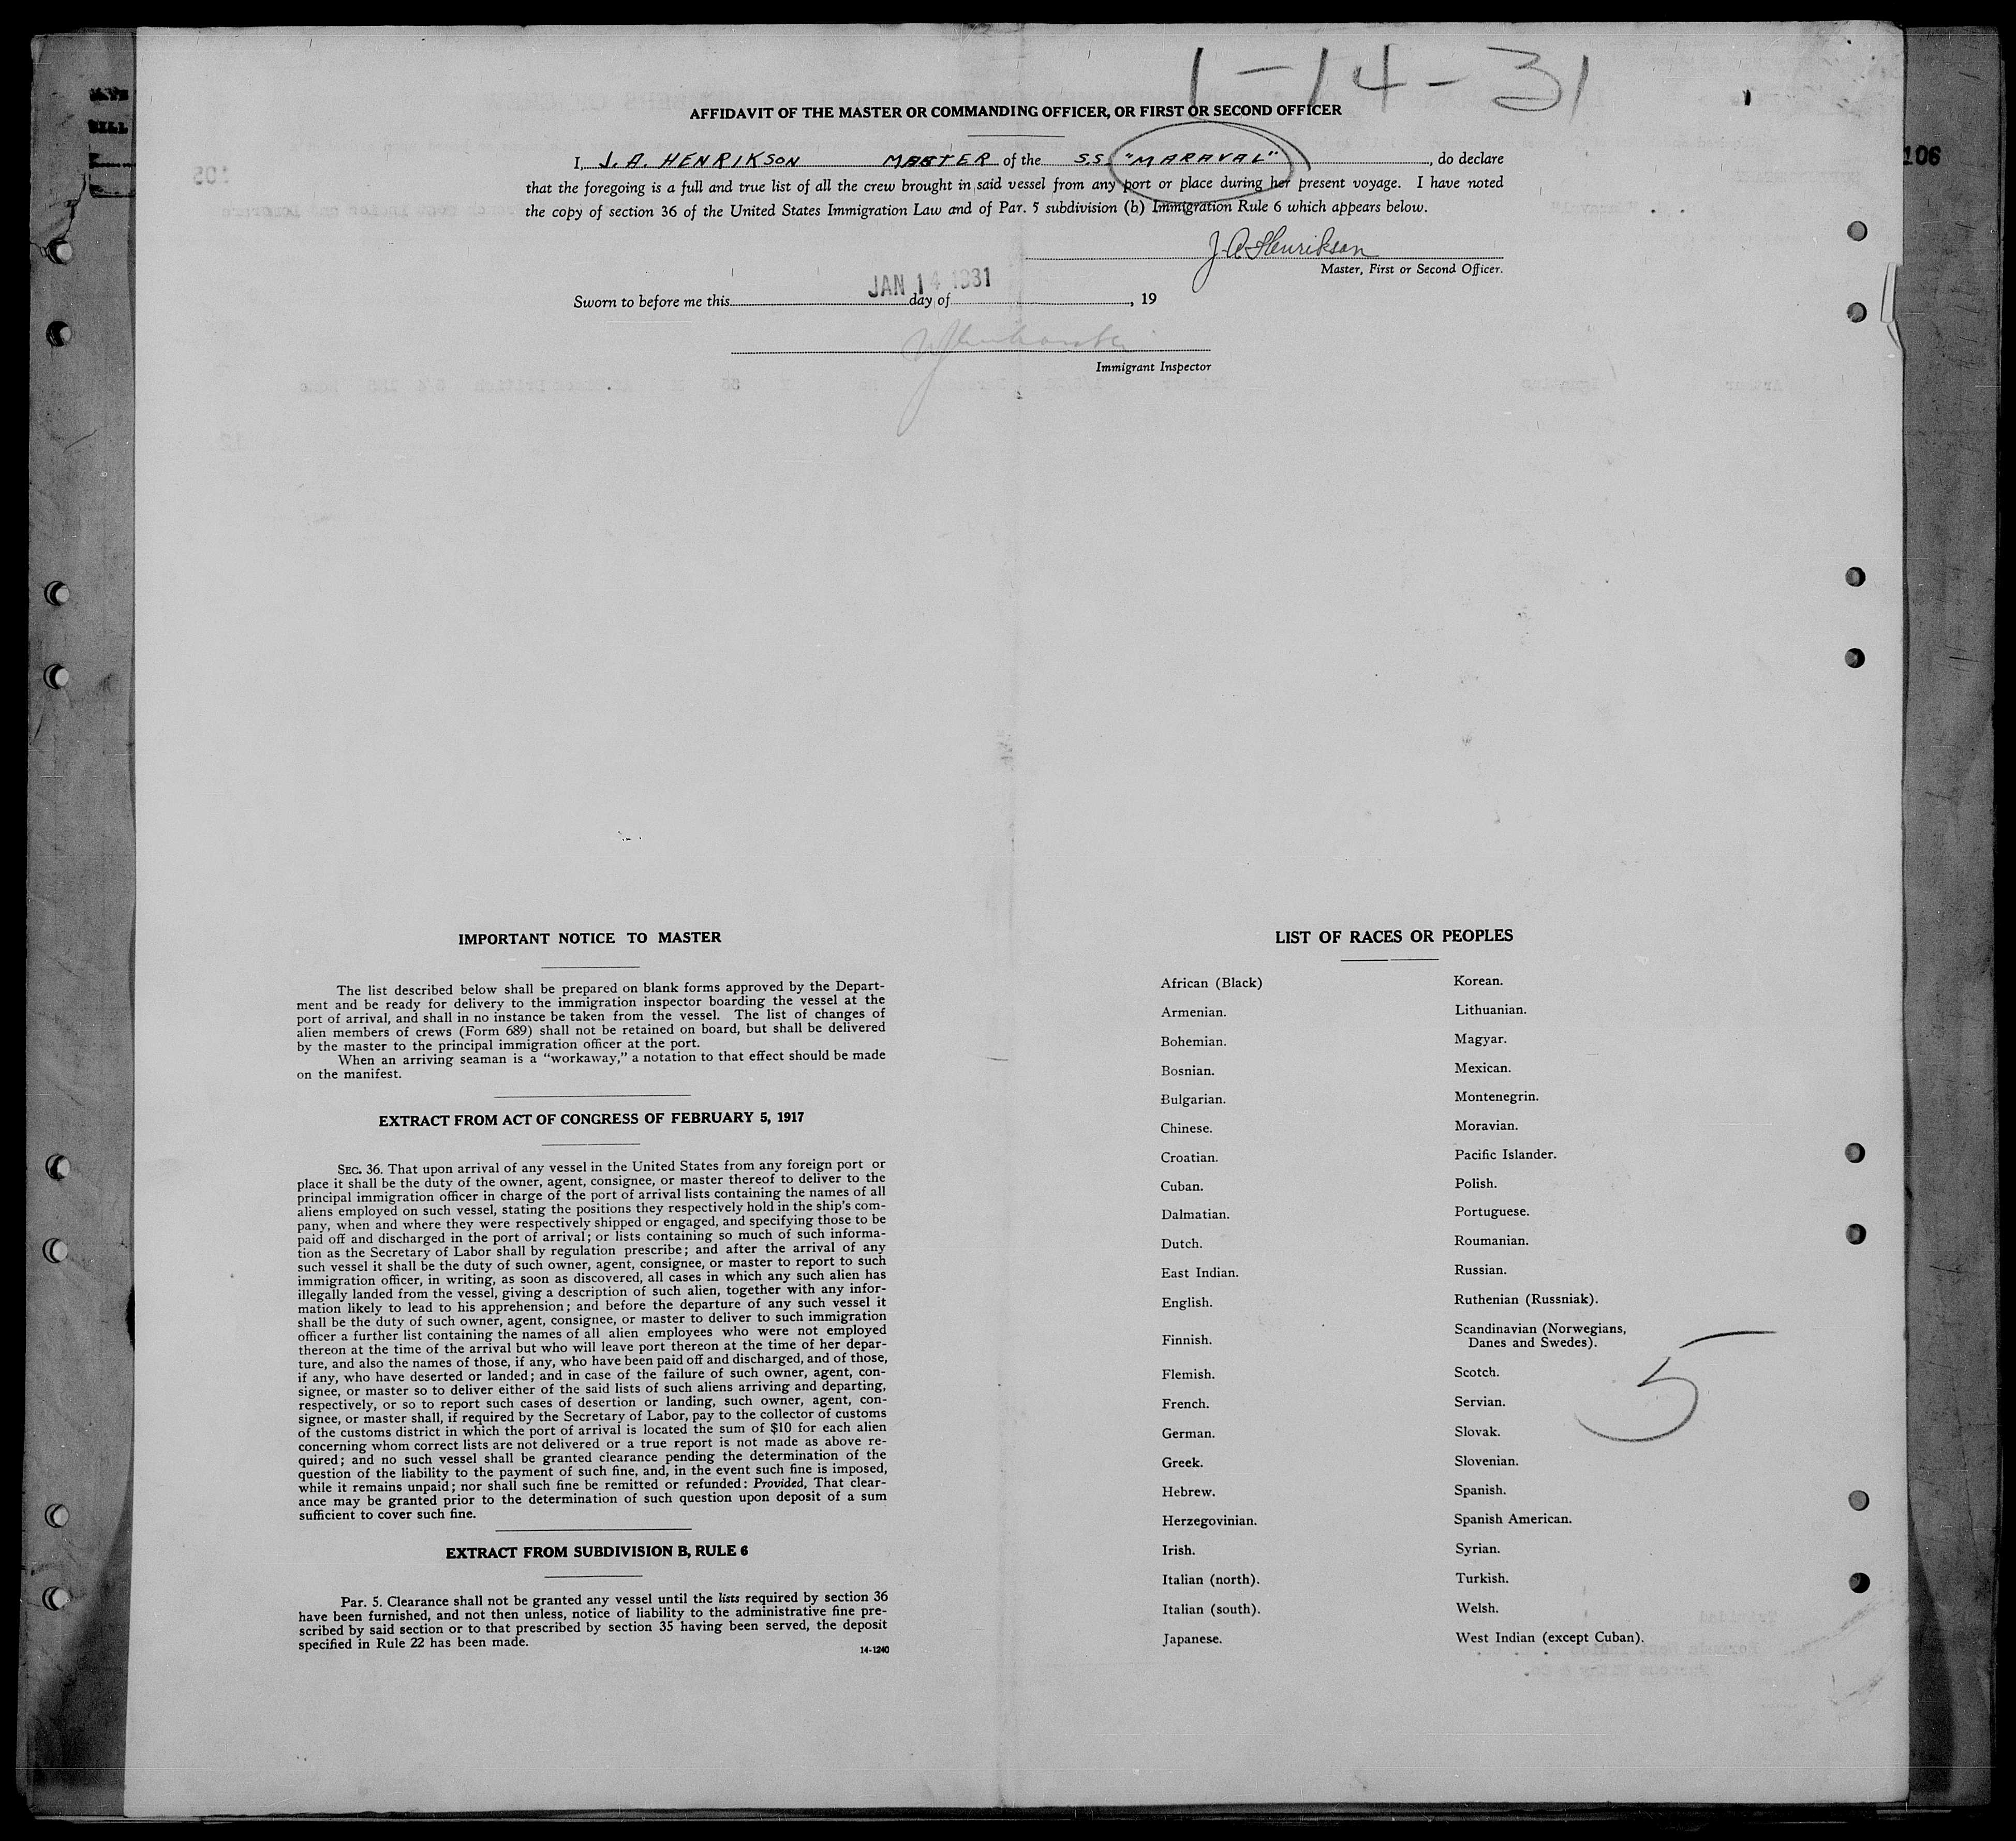 1-14-31
AFFIDAVIT OF THE MASTER OR COMMANDING OFFICER, OR FIRST OR SECOND OFFICER
I, J. A. HENRIKSON MASTER of the S.S. "MARAVAL", do declare
106
that the foregoing is a full and true list of all the crew brought in said vessel from any port or place during her present voyage. I have noted
the copy of section 36 of the United States Immigration Law and of Par. 5 subdivision (b) Immigration Rule 6 which appears below.
J. A. Henrikson
Master, First or Second Officer.
JAN 14 1931
Sworn to before me this day of , 19
Immigrant Inspector
IMPORTANT NOTICE TO MASTER
The list described below shall be prepared on blank forms approved by the Depart-
ment and be ready for delivery to the immigration inspector boarding the vessel at the
port of arrival, and shall in no instance be taken from the vessel. The list of changes of
alien members of crews (Form 689) shall not be retained on board, but shall be delivered
by the master to the principal immigration officer at the port.
When an arriving seaman is a "workaway," a notation to that effect should be made
on the manifest.
EXTRACT FROM ACT OF CONGRESS OF FEBRUARY 5, 1917
SEC. 36. That upon arrival of any vessel in the United States from any foreign port or
place it shall be the duty of the owner, agent, consignee, or master thereof to deliver to the
principal immigration officer in charge of the port of arrival lists containing the names of all
aliens employed on such vessel, stating the positions they respectively hold in the ship's com-
pany, when and where they were respectively shipped or engaged, and specifying those to be
paid off and discharged in the port of arrival; or lists containing so much of such informa-
tion as the Secretary of Labor shall by regulation prescribe; and after the arrival of any
such vessel it shall be the duty of such owner, agent, consignee, or master to report to such
immigration officer, in writing, as soon as discovered, all cases in which any such alien has
illegally landed from the vessel, giving a description of such alien, together with any infor-
mation likely to lead to his apprehension; and before the departure of any such vessel it
shall be the duty of such owner, agent, consignee, or master to deliver to such immigration
officer a further list containing the names of all alien employees who were not employed
thereon at the time of the arrival but who will leave port thereon at the time of her depar-
ture, and also the names of those, if any, who have been paid off and discharged, and of those,
if any, who have deserted or landed; and in case of the failure of such owner, agent, con-
signee, or master so to deliver either of the said lists of such aliens arriving and departing,
respectively, or so to report such cases of desertion or landing, such owner, agent, con-
signee, or master shall, if required by the Secretary of Labor, pay to the collector of customs
of the customs district in which the port of arrival is located the sum of $10 for each alien
concerning whom correct lists are not delivered or a true report is not made as above re-
quired; and no such vessel shall be granted clearance pending the determination of the
question of the liability to the payment of such fine, and, in the event such fine is imposed,
while it remains unpaid; nor shall such fine be remitted or refunded: Provided, That clear-
ance may be granted prior to the determination of such question upon deposit of a sum
sufficient to cover such fine.
EXTRACT FROM SUBDIVISION B, RULE 6
Par. 5. Clearance shall not be granted any vessel until the lists required by section 36
have been furnished, and not then unless, notice of liability to the administrative fine pre-
scribed by said section or to that prescribed by section 35 having been served, the deposit
specified in Rule 22 has been made.
14-1240
LIST OF RACES OR PEOPLES
African (Black)
Armenian.
Bohemian.
Bosnian.
Bulgarian.
Chinese.
Croatian.
Cuban.
Dalmatian.
Dutch.
East Indian.
English.
Finnish.
Flemish.
French.
German.
Greek.
Hebrew.
Herzegovinian.
Irish.
Italian (north).
Italian (south).
Japanese.
Korean.
Lithuanian.
Magyar.
Mexican.
Montenegrin.
Moravian.
Pacific Islander.
Polish.
Portuguese.
Roumanian.
Russian.
Ruthenian (Russniak).
Scandinavian (Norwegians,
Danes and Swedes).
Scotch.
Servian.
Slovak.
Slovenian.
Spanish.
Spanish American.
Syrian.
Turkish.
Welsh.
West Indian (except Cuban).
5